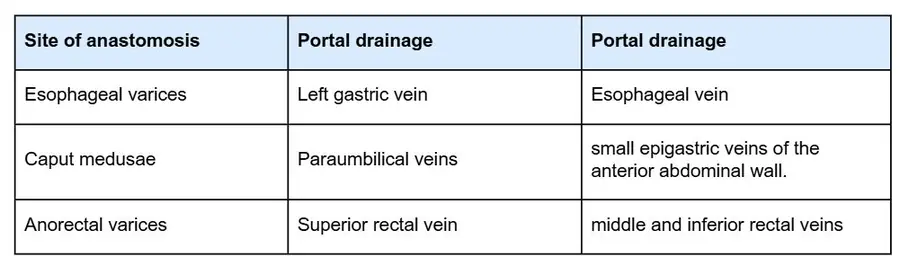 Site of anastomosis Portal drainage Portal drainage
Esophageal varices Left gastric vein Esophageal vein
Caput medusae Paraumbilical veins small epigastric veins of the
anterior abdominal wall.
Anorectal varices Superior rectal vein middle and inferior rectal veins